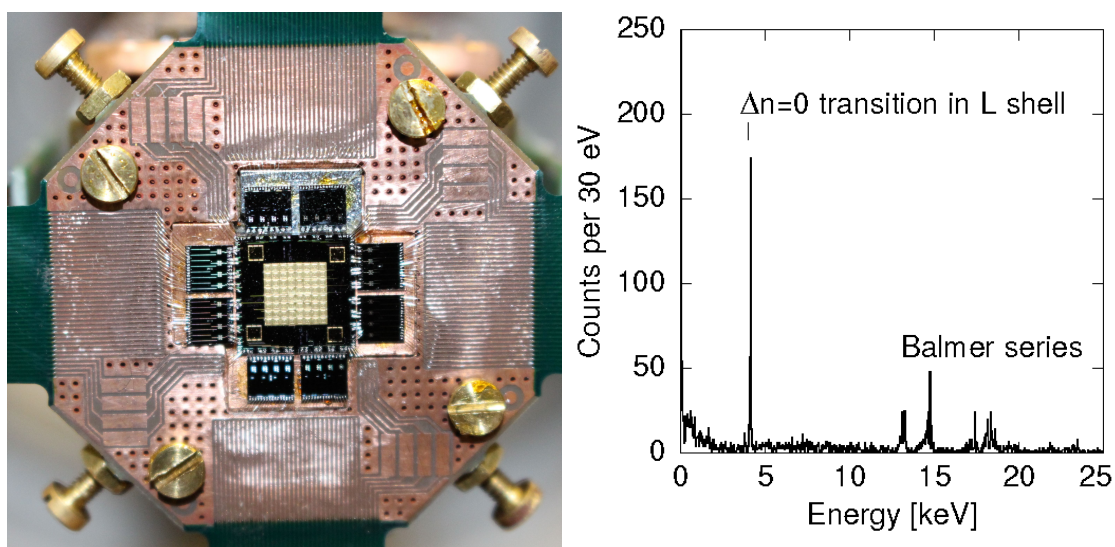 250
200
150
100
50
0
Counts per 30 eV
Δn=0 transition in L shell
Balmer series
0 5 10 15 20 25
Energy [keV]